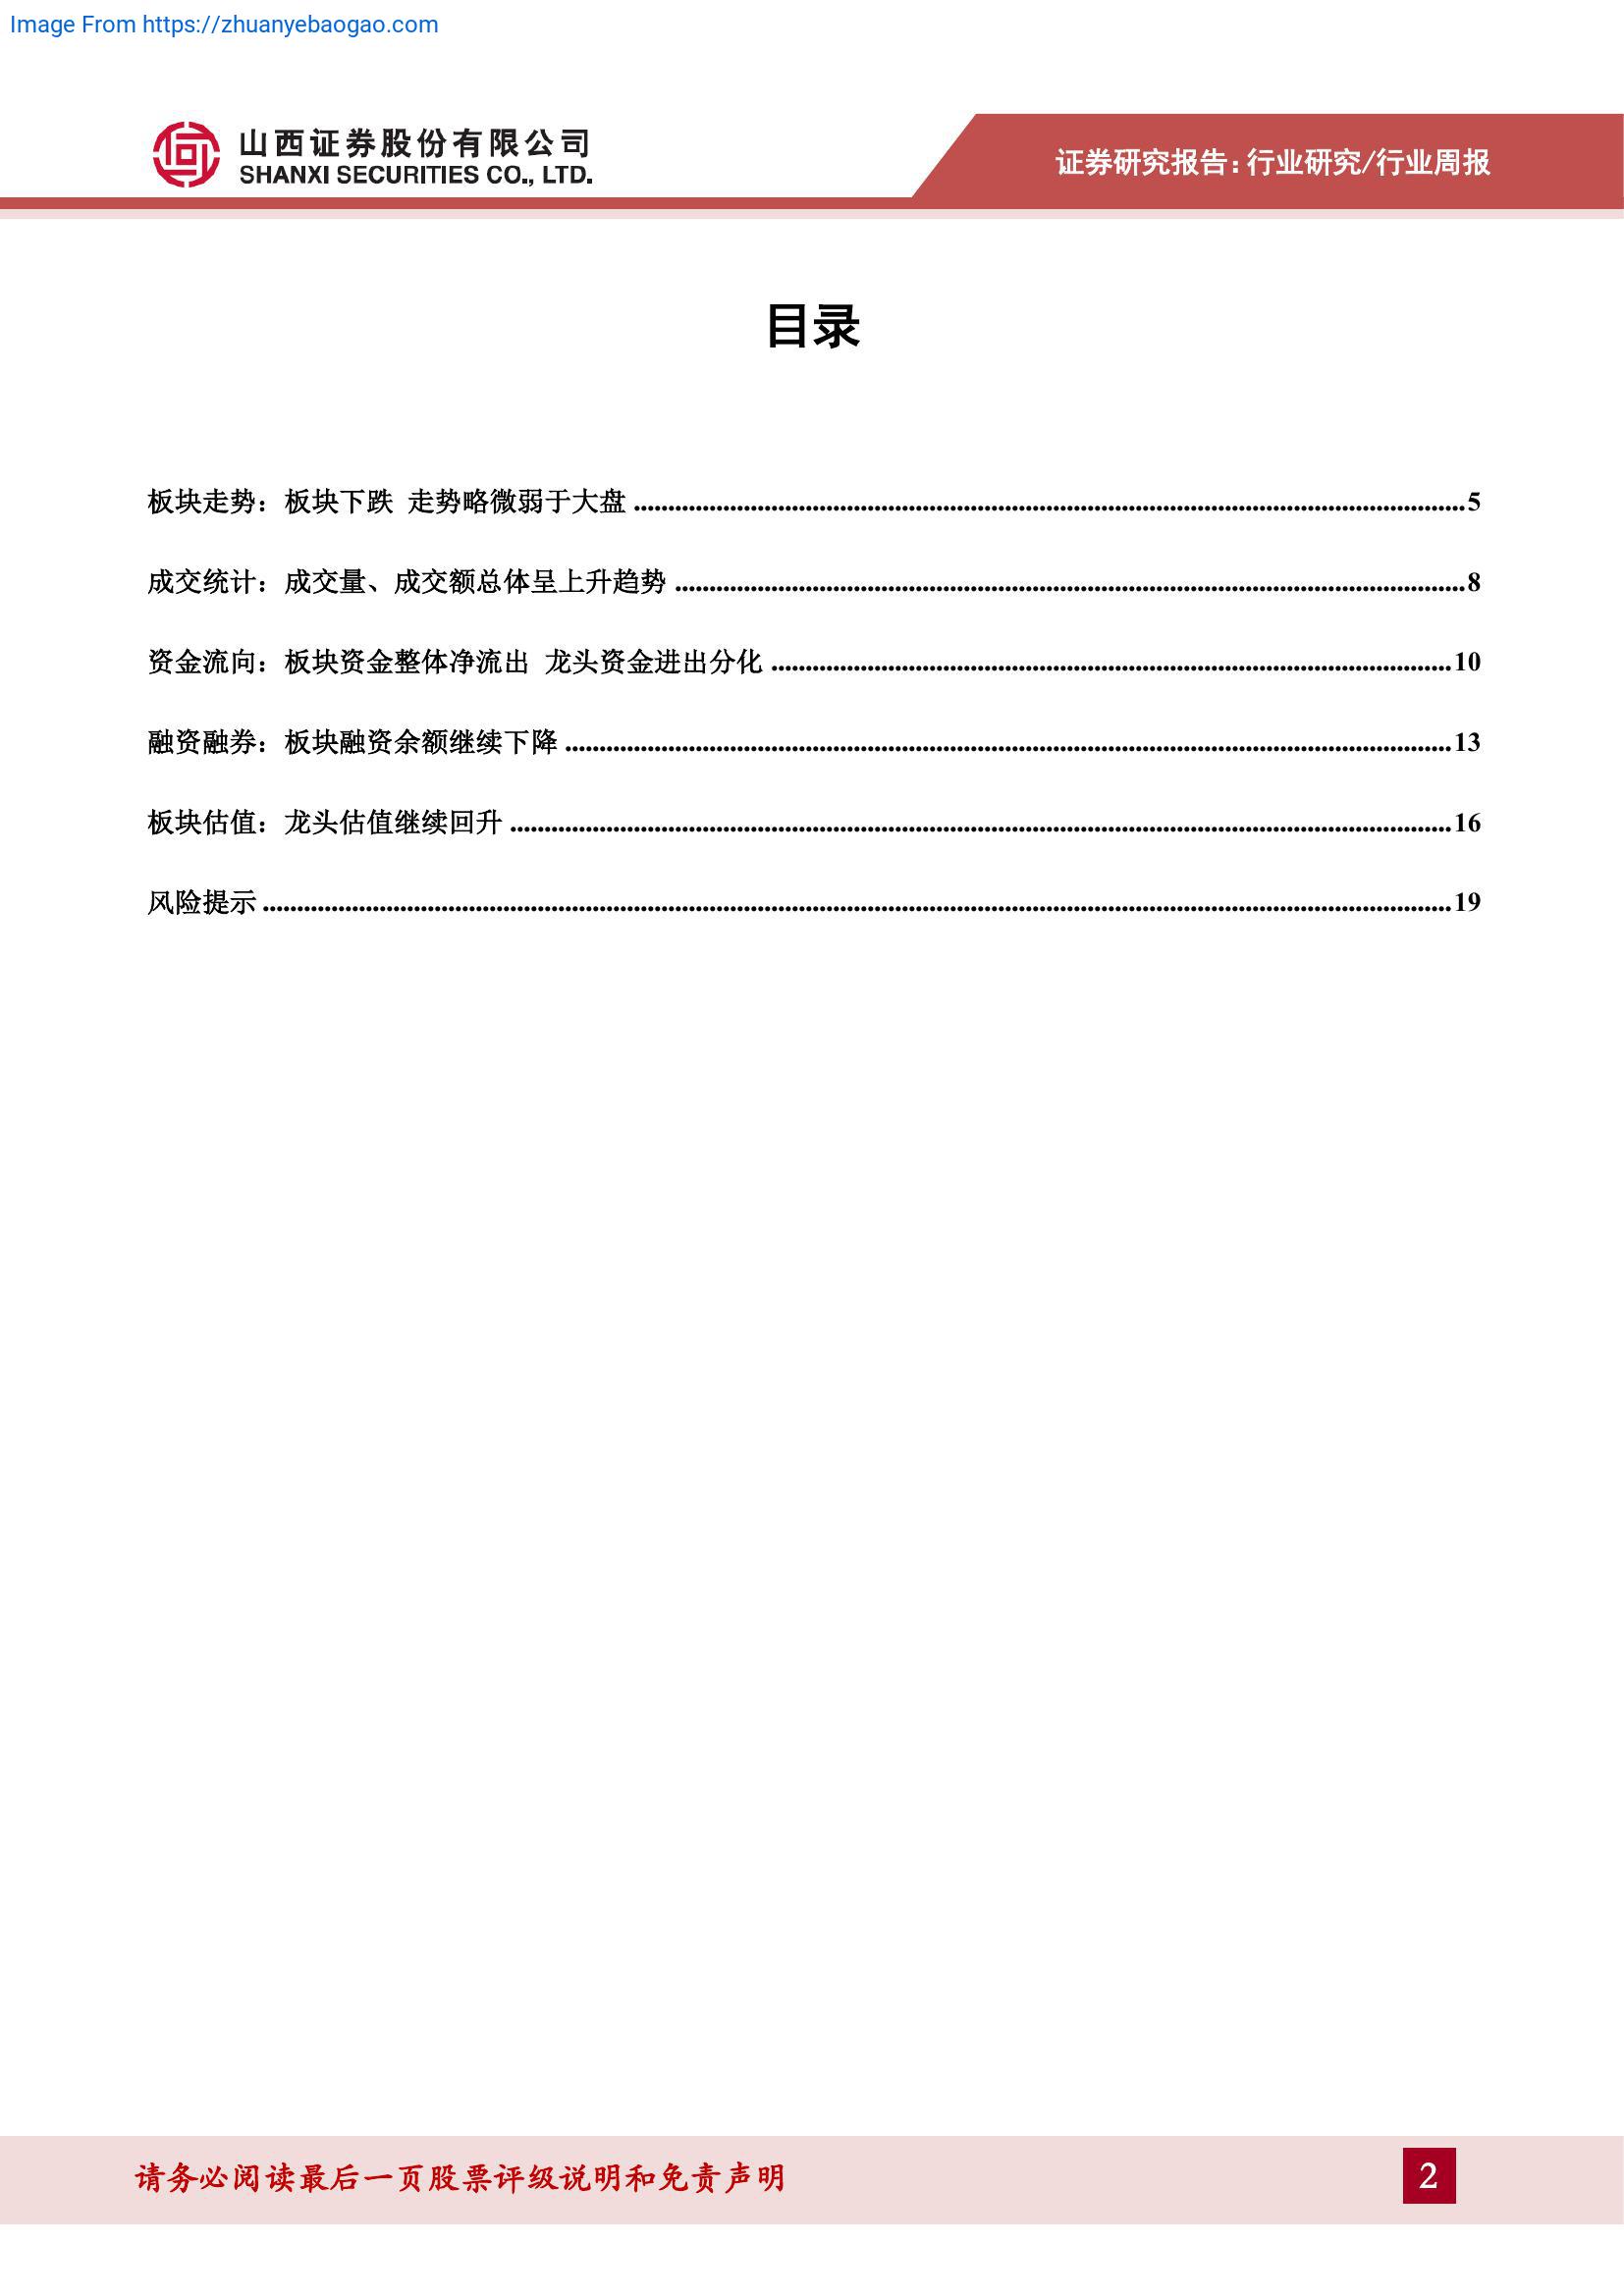 Image From https://zhuanyebaogao.com
山西证券股份有限公司
SHANXI SECURITIES CO., LTD.
证券研究报告：行业研究/行业周报
目录
板块走势：板块下跌 走势略微弱于大盘 ........................................ 5
成交统计：成交量、成交额总体呈上升趋势 ........................................ 8
资金流向：板块资金整体净流出 龙头资金进出分化 ........................................ 10
融资融券：板块融资余额继续下降 ........................................ 13
板块估值：龙头估值继续回升 ........................................ 16
风险提示 ........................................ 19
请务必阅读最后一页股票评级说明和免责声明
2